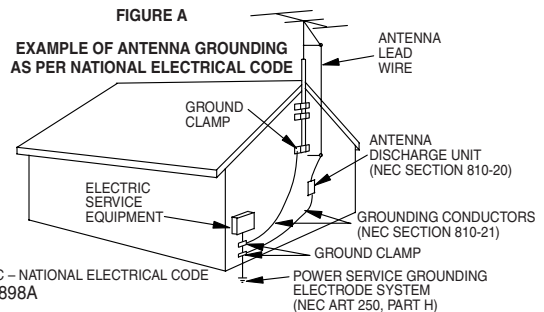 FIGURE A
EXAMPLE OF ANTENNA GROUNDING
AS PER NATIONAL ELECTRICAL CODE
ANTENNA
LEAD
WIRE
GROUND
CLAMP
ANTENNA
DISCHARGE UNIT
(NEC SECTION 810-20)
ELECTRIC
SERVICE
EQUIPMENT
GROUNDING CONDUCTORS
(NEC SECTION 810-21)
GROUND CLAMP
POWER SERVICE GROUNDING
ELECTRODE SYSTEM
(NEC ART 250, PART H)
C – NATIONAL ELECTRICAL CODE
898A